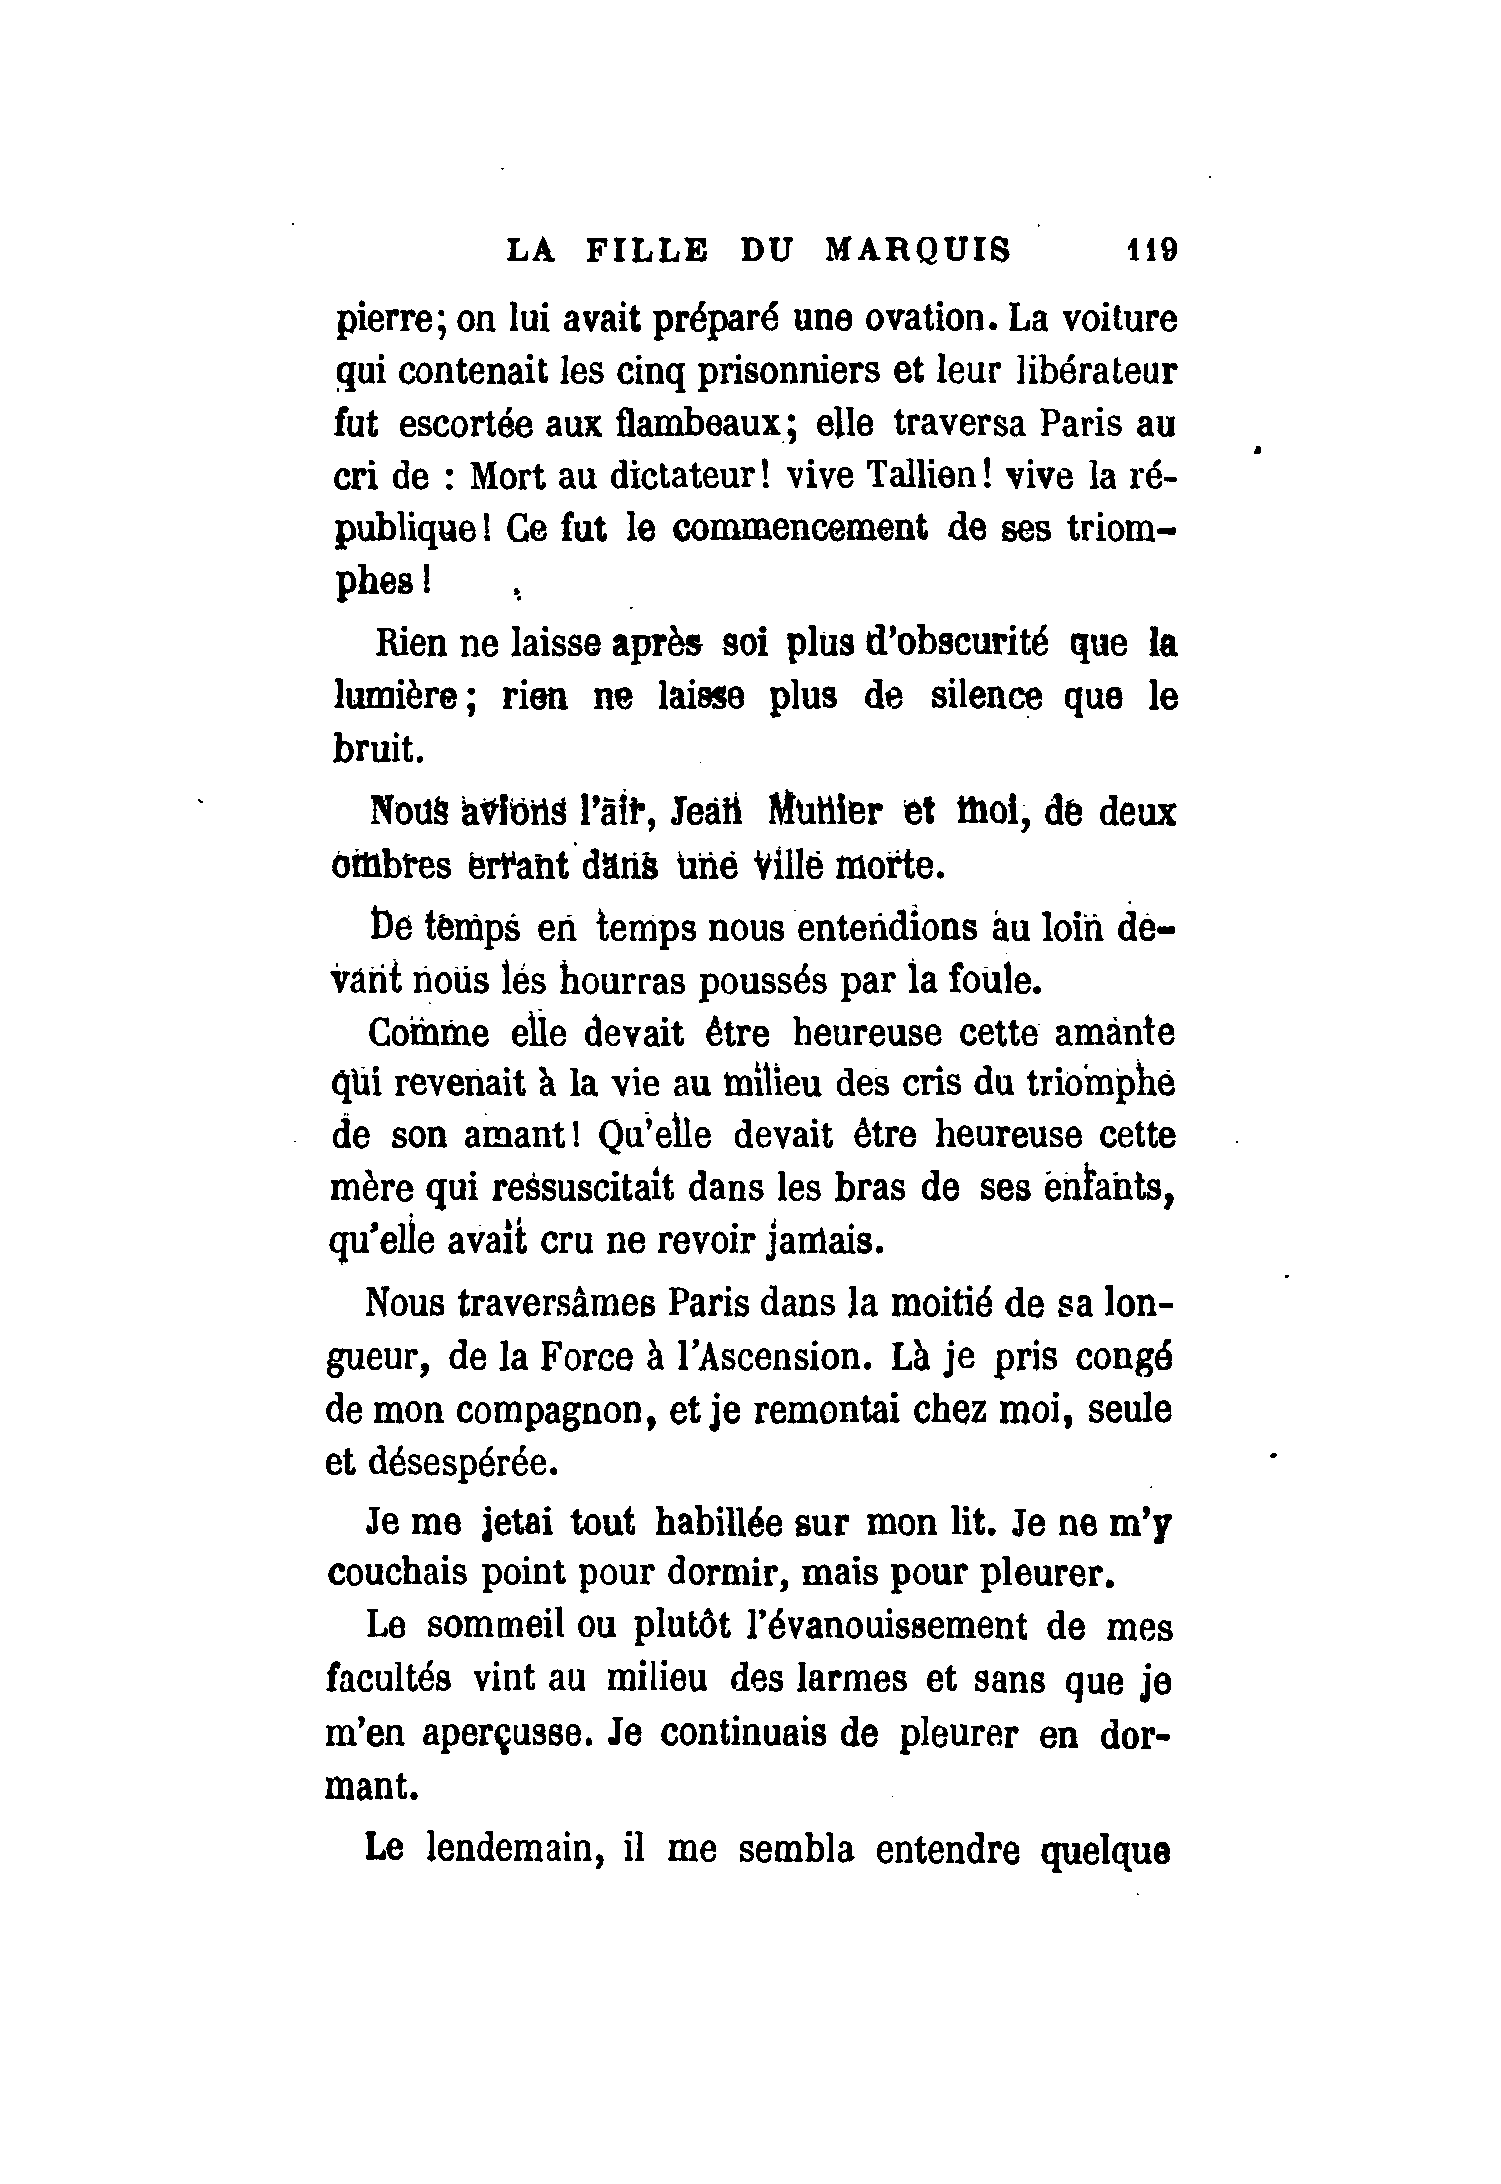 LA FILLE DU MARQUIS 119
pierre; on lui avait préparé une ovation. La voiture
qui contenait les cinq prisonniers et leur libérateur
fut escortée aux flambeaux; elle traversa Paris au
cri de : Mort au dictateur! vive Tallien! vive la ré-
publique! Ce fut le commencement de ses triom-
phes!
Rien ne laisse après soi plus d'obscurité que la
lumière; rien ne laisse plus de silence que le
bruit.
Nous avions l'air, Jean Munier et moi, de deux
ombres errant dans une ville morte.
De temps en temps nous entendions au loin de-
vant nous les hourras poussés par la foule.
Comme elle devait être heureuse cette amante
qui revenait à la vie au milieu des cris du triomphe
de son amant! Qu'elle devait être heureuse cette
mère qui ressuscitait dans les bras de ses enfants,
qu'elle avait cru ne revoir jamais.
Nous traversâmes Paris dans la moitié de sa lon-
gueur, de la Force à l'Ascension. Là je pris congé
de mon compagnon, et je remontai chez moi, seule
et désespérée.
Je me jetai tout habillée sur mon lit. Je ne m'y
couchais point pour dormir, mais pour pleurer.
Le sommeil ou plutôt l'évanouissement de mes
facultés vint au milieu des larmes et sans que je
m'en aperçusse. Je continuais de pleurer en dor-
mant.
Le lendemain, il me sembla entendre quelque